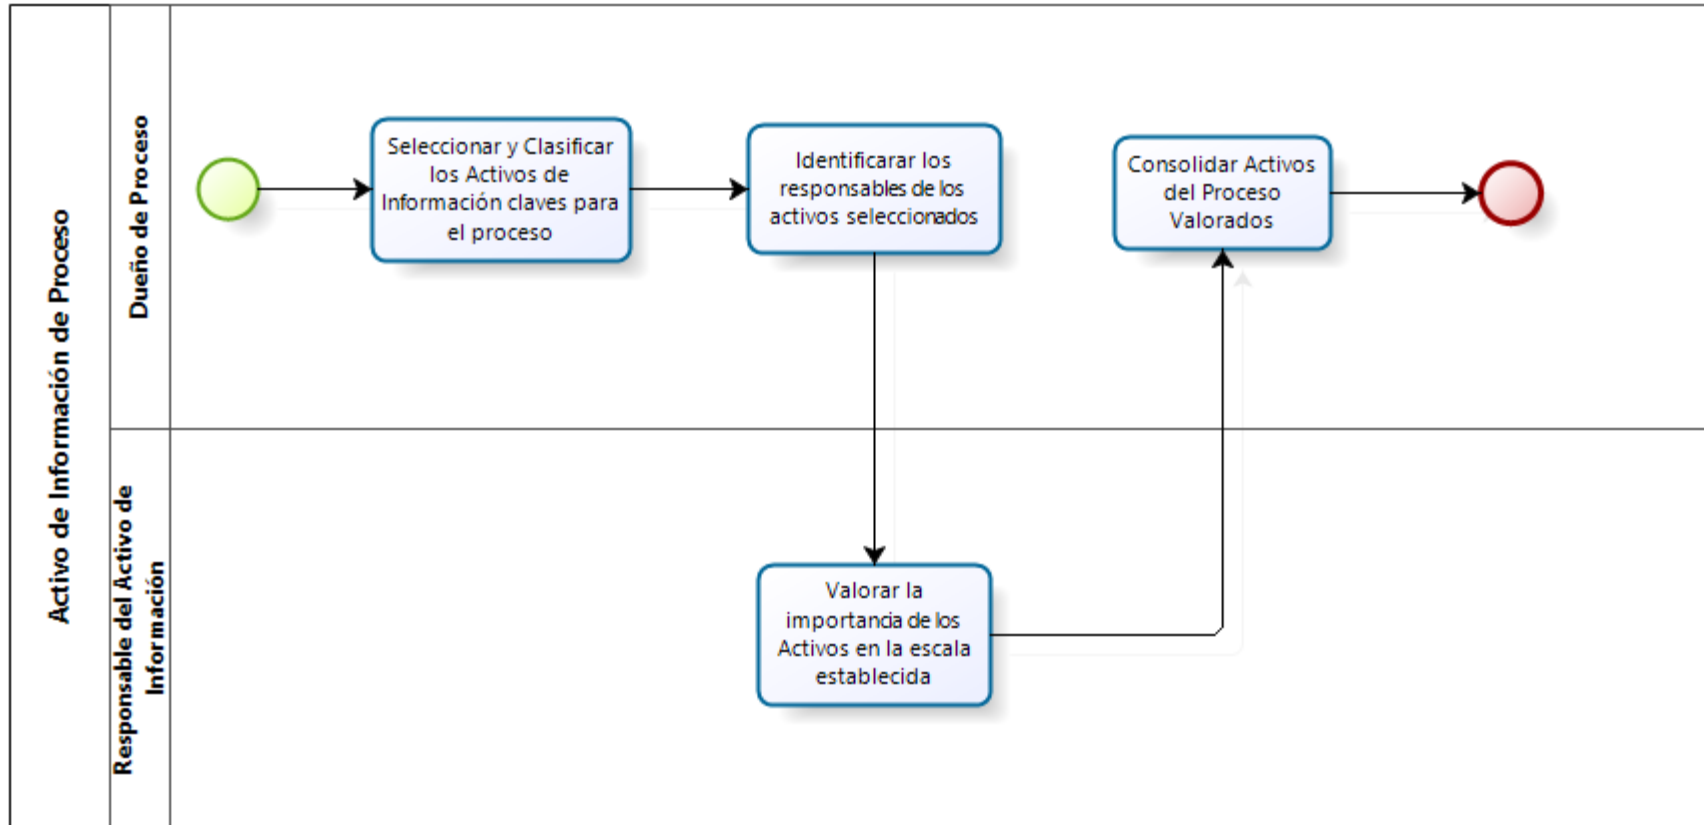 Activo de Información de Proceso
Dueño de Proceso
Seleccionar y Clasificar
los Activos de
Información claves para
el proceso
Identificarar los
responsables de los
activos seleccionados
Consolidar Activos
del Proceso
Valorados
Responsable del Activo de
Información
Valorar la
importancia de los
Activos en la escala
establecida